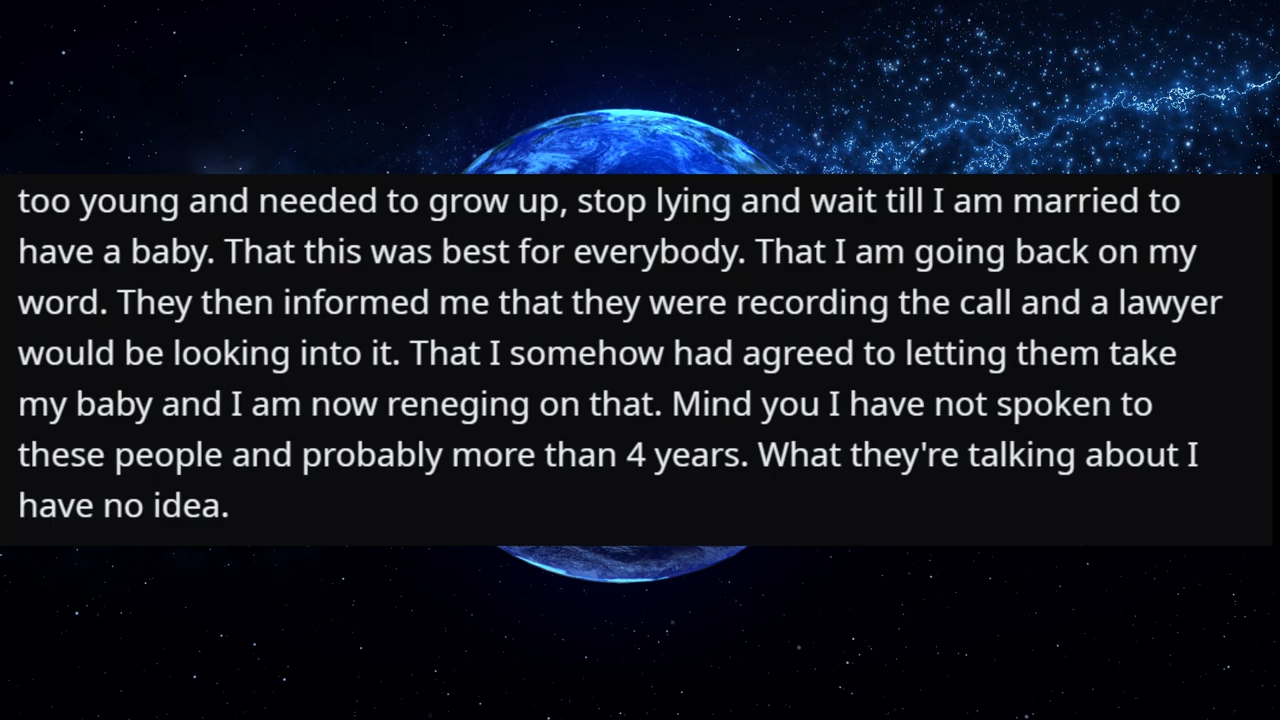 too young and needed to grow up, stop lying and wait till I am married to
have a baby. That this was best for everybody. That I am going back on my
word. They then informed me that they were recording the call and a lawyer
would be looking into it. That I somehow had agreed to letting them take
my baby and I am now reneging on that. Mind you I have not spoken to
these people and probably more than 4 years. What they're talking about I
have no idea.